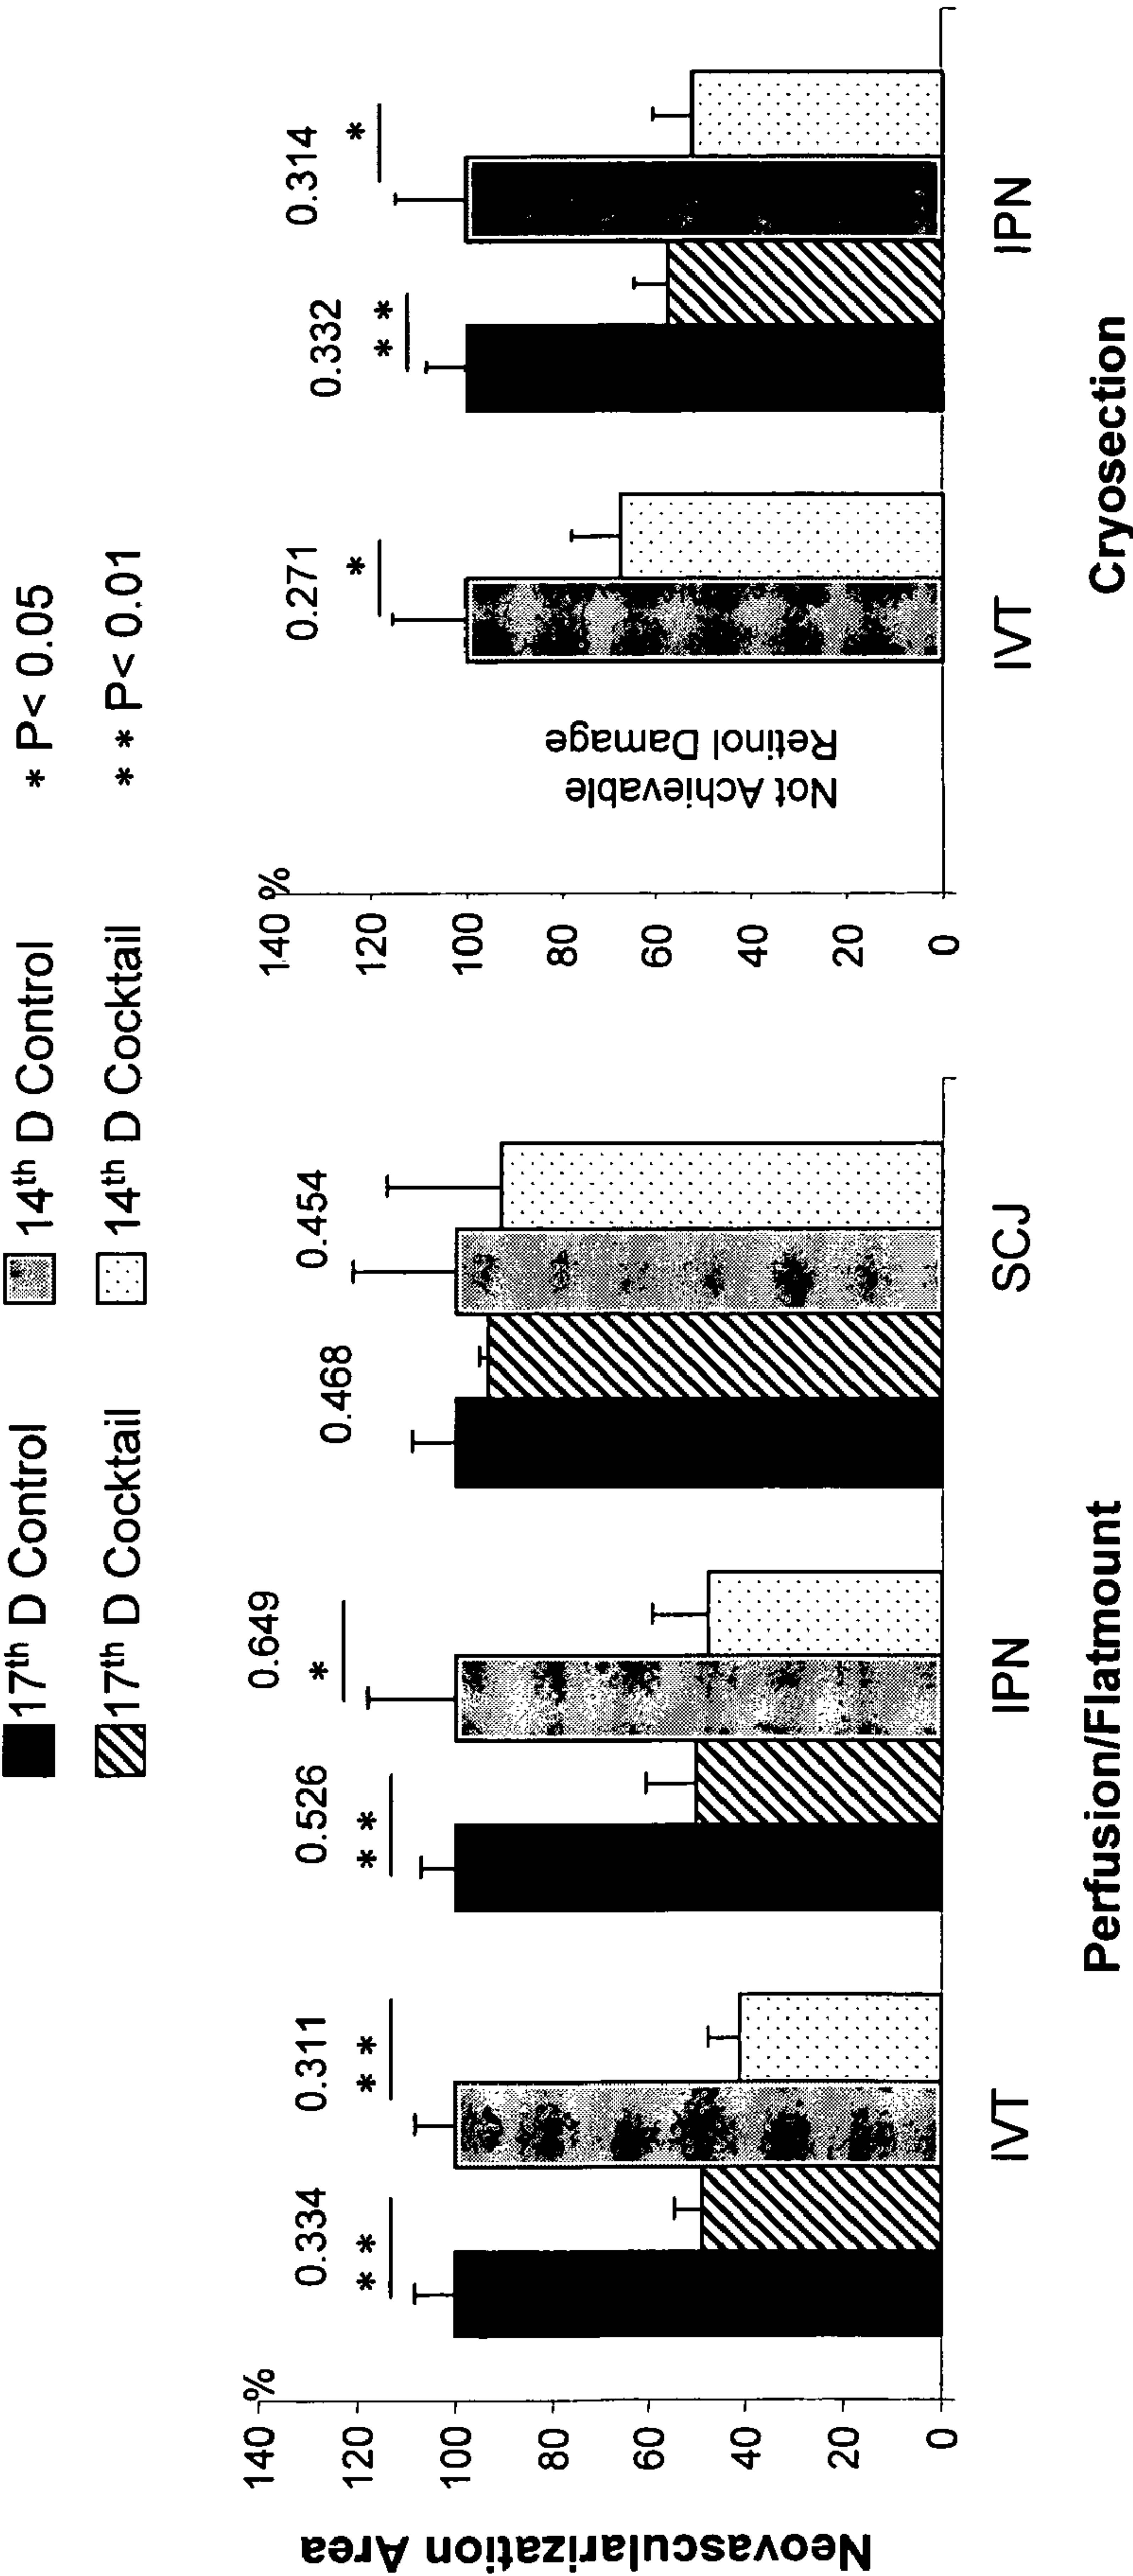 17th D Control
14th D Control
* P< 0.05
17th D Cocktail
14th D Cocktail
* * P< 0.01
Neovascularization Area
%
140
120
100
80
60
40
20
0
0.334
* *
0.311
* *
0.526
* *
0.649
*
0.468
0.454
IVT
IPN
SCJ
Perfusion/Flatmount
%
140
120
100
80
60
40
20
0
Not Achievable
Retinol Damage
0.271
*
0.332
* *
0.314
*
IVT
IPN
Cryosection